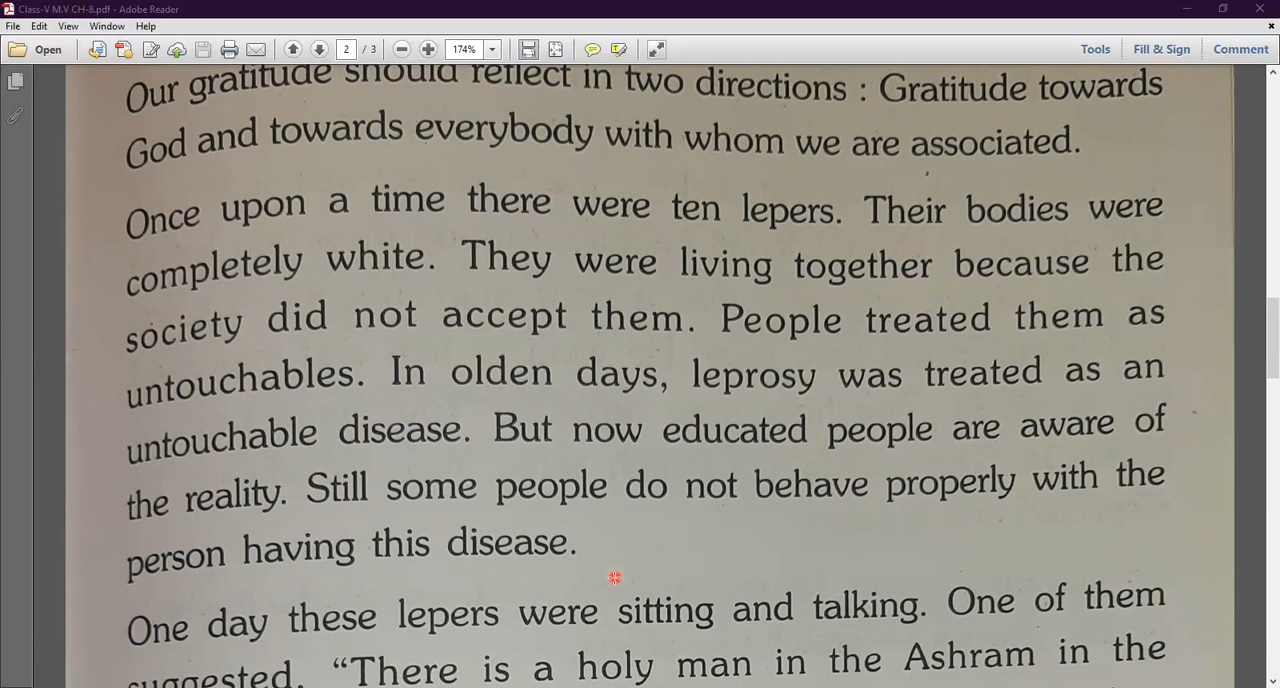 Class-V M.V CH-8.pdf - Adobe Reader
File Edit View Window Help
Open 2 / 3 174% Tools Fill & Sign Comment
Our gratitude should reflect in two directions : Gratitude towards
God and towards everybody with whom we are associated.
Once upon a time there were ten lepers. Their bodies were
completely white. They were living together because the
society did not accept them. People treated them as
untouchables. In olden days, leprosy was treated as an
untouchable disease. But now educated people are aware of
the reality. Still some people do not behave properly with the
person having this disease.
One day these lepers were sitting and talking. One of them
suggested, “There is a holy man in the Ashram in the